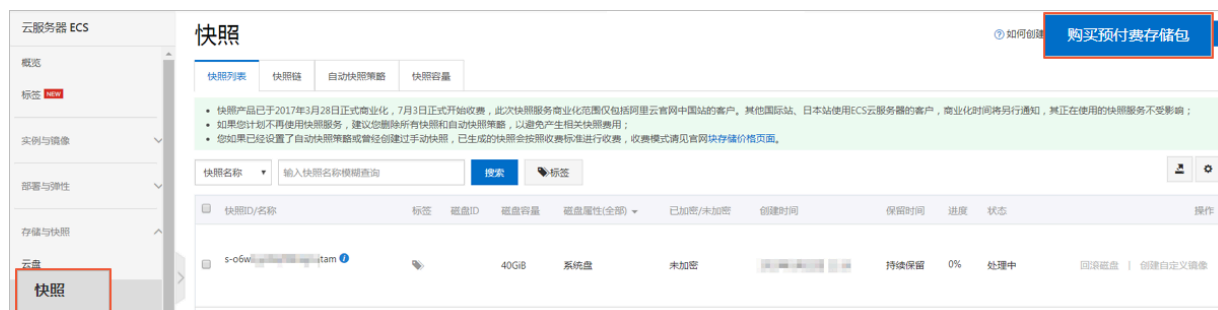 云服务器 ECS
概览
标签 NEW
实例与镜像
部署与弹性
存储与快照
云盘
快照
快照
如何创建
购买预付费存储包
快照列表 快照链 自动快照策略 快照容量
• 快照产品已于2017年3月28日正式商业化，7月3日正式开始收费，此次快照服务商业化范围仅包括阿里云官网中国站的客户。其他国际站、日本站使用ECS云服务器的客户，商业化时间将另行通知，其正在使用的快照服务不受影响；
• 如果您计划不再使用快照服务，建议您删除所有快照和自动快照策略，以避免产生相关快照费用；
• 您如果已经设置了自动快照策略或曾经创建过手动快照，已生成的快照会按照收费标准进行收费，收费模式请见官网块存储价格页面。
快照名称 输入快照名称模糊查询 搜索 标签
快照ID/名称 标签 磁盘ID 磁盘容量 磁盘属性(全部) 已加密/未加密 创建时间 保留时间 进度 状态 操作
s-o6w tam 40GiB 系统盘 未加密 持续保留 0% 处理中 回滚磁盘 | 创建自定义镜像